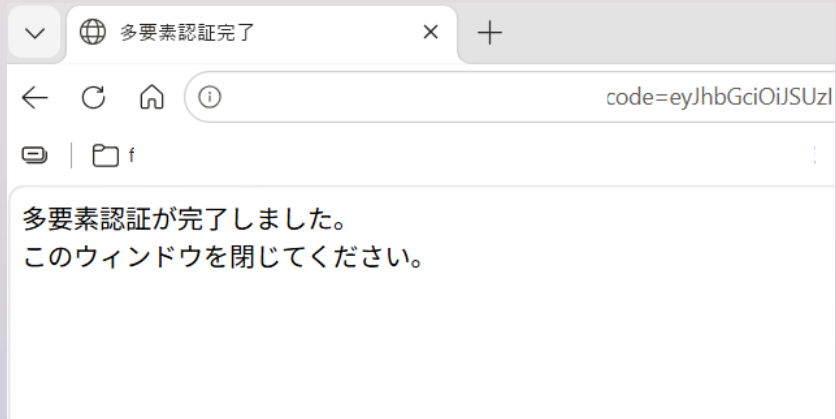 多要素認証完了
code=eyJhbGciOiJSUzI
f
多要素認証が完了しました。
このウィンドウを閉じてください。